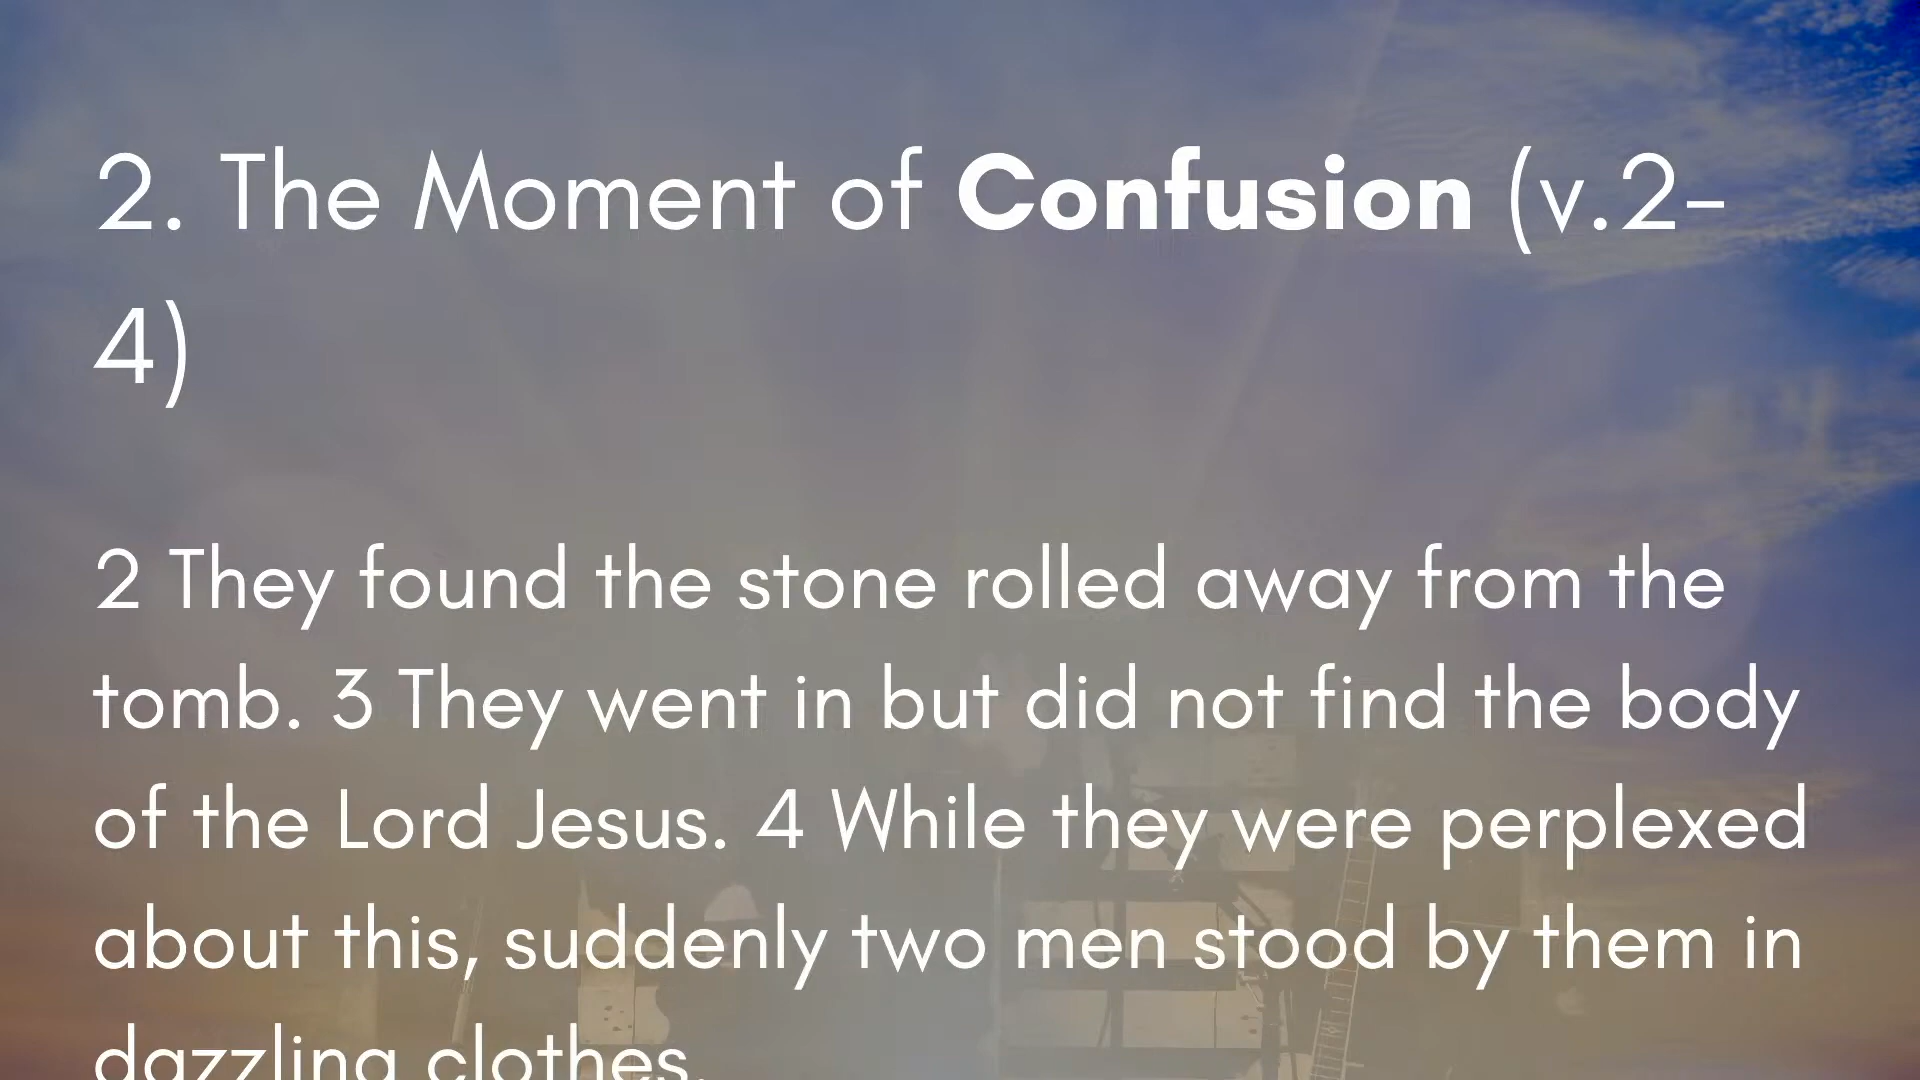 2. The Moment of Confusion (v.2-
4)
2 They found the stone rolled away from the
tomb. 3 They went in but did not find the body
of the Lord Jesus. 4 While they were perplexed
about this, suddenly two men stood by them in
dazzling clothes.